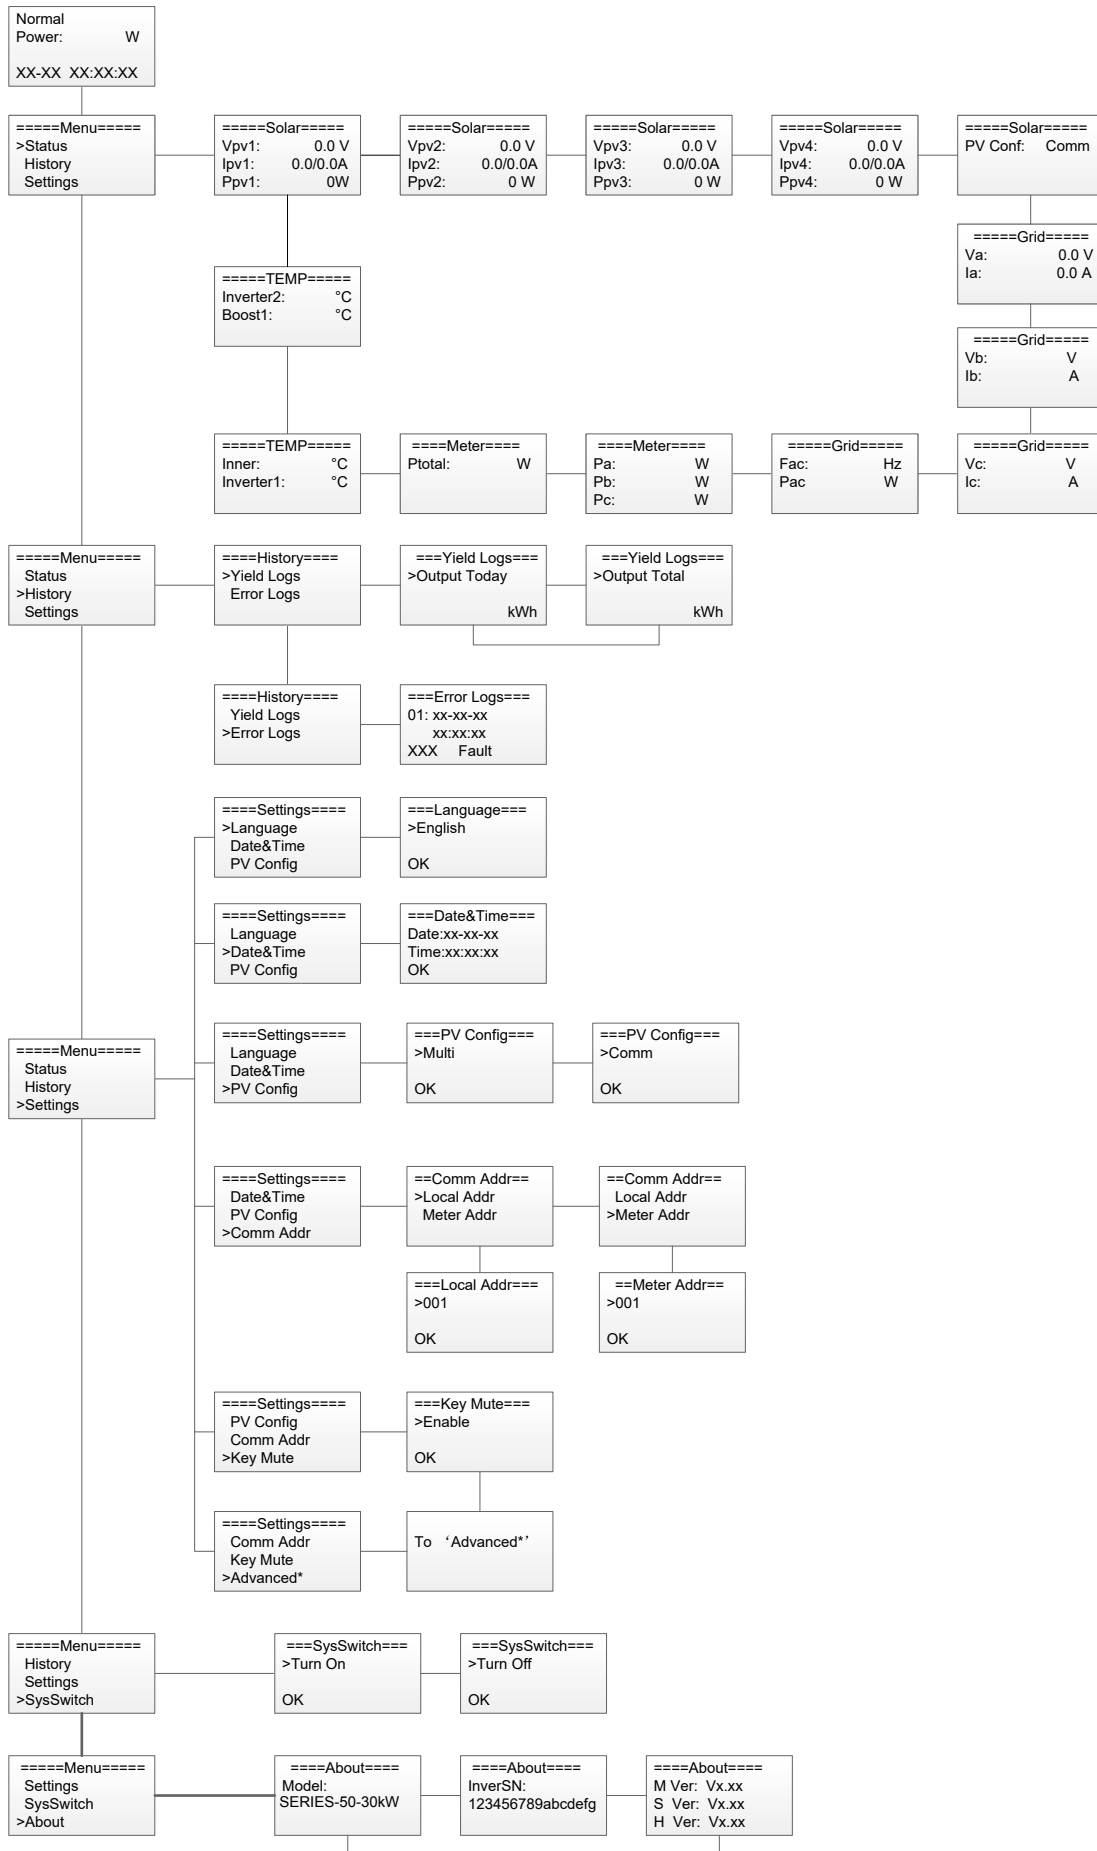 Normal
Power: W
XX-XX XX:XX:XX
=====Menu=====
>Status
History
Settings
=====Solar=====
Vpv1: 0.0 V
Ipv1: 0.0/0.0A
Ppv1: 0W
=====Solar=====
Vpv2: 0.0 V
Ipv2: 0.0/0.0A
Ppv2: 0 W
=====Solar=====
Vpv3: 0.0 V
Ipv3: 0.0/0.0A
Ppv3: 0 W
=====Solar=====
Vpv4: 0.0 V
Ipv4: 0.0/0.0A
Ppv4: 0 W
=====Solar=====
PV Conf: Comm
=====Grid=====
Va: 0.0 V
Ia: 0.0 A
=====TEMP=====
Inverter2: °C
Boost1: °C
=====Grid=====
Vb: V
Ib: A
=====TEMP=====
Inner: °C
Inverter1: °C
====Meter====
Ptotal: W
====Meter====
Pa: W
Pb: W
Pc: W
=====Grid=====
Fac: Hz
Pac W
=====Grid=====
Vc: V
Ic: A
=====Menu=====
Status
>History
Settings
====History====
>Yield Logs
Error Logs
===Yield Logs===
>Output Today
kWh
===Yield Logs===
>Output Total
kWh
====History====
Yield Logs
>Error Logs
===Error Logs===
01: xx-xx-xx
xx:xx:xx
XXX Fault
====Settings====
>Language
Date&Time
PV Config
===Language===
>English
OK
====Settings====
Language
>Date&Time
PV Config
===Date&Time===
Date:xx-xx-xx
Time:xx:xx:xx
OK
=====Menu=====
Status
History
>Settings
====Settings====
Language
Date&Time
>PV Config
===PV Config===
>Multi
OK
===PV Config===
>Comm
OK
====Settings====
Date&Time
PV Config
>Comm Addr
==Comm Addr==
>Local Addr
Meter Addr
==Comm Addr==
Local Addr
>Meter Addr
===Local Addr===
>001
OK
==Meter Addr==
>001
OK
====Settings====
PV Config
Comm Addr
>Key Mute
===Key Mute===
>Enable
OK
====Settings====
Comm Addr
Key Mute
>Advanced*
To ‘Advanced*’
=====Menu=====
History
Settings
>SysSwitch
===SysSwitch===
>Turn On
OK
===SysSwitch===
>Turn Off
OK
=====Menu=====
Settings
SysSwitch
>About
====About====
Model:
SERIES-50-30kW
====About====
InverSN:
123456789abcdefg
====About====
M Ver: Vx.xx
S Ver: Vx.xx
H Ver: Vx.xx